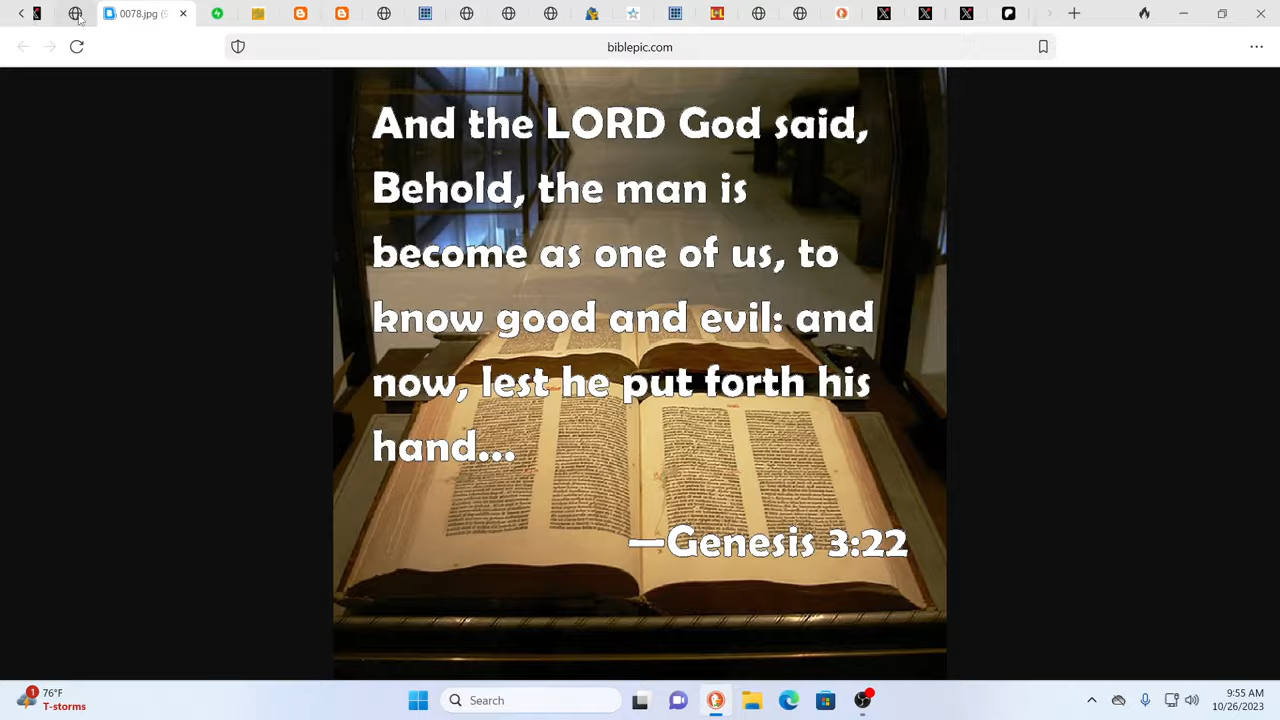 0078.jpg
biblepic.com
And the LORD God said,
Behold, the man is
become as one of us, to
know good and evil: and
now, lest he put forth his
hand...
—Genesis 3:22
1
76°F
T-storms
Search
9:55 AM
10/26/2023